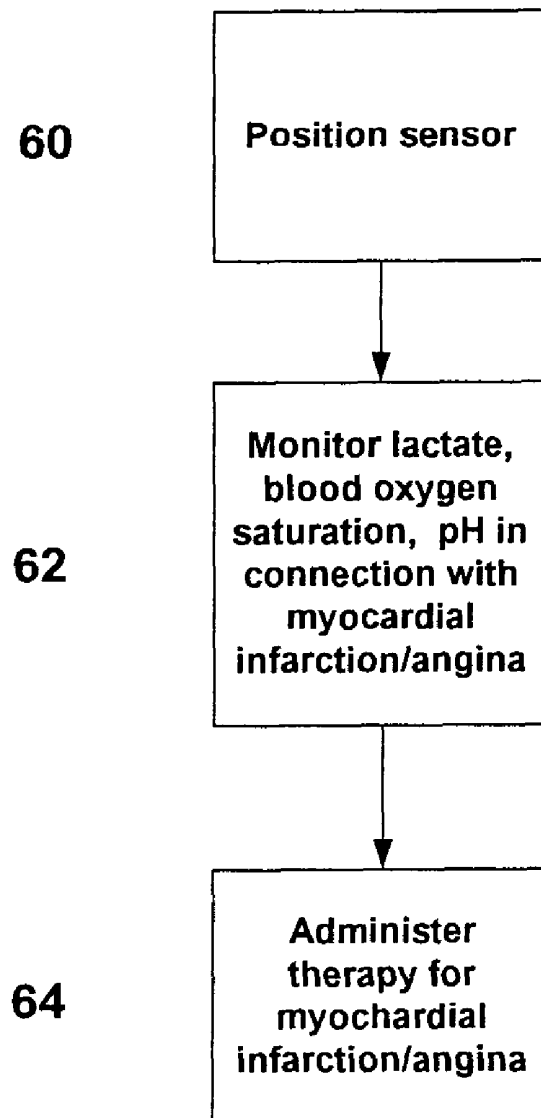 60
Position sensor
62
Monitor lactate,
blood oxygen
saturation, pH in
connection with
myocardial
infarction/angina
64
Administer
therapy for
myochardial
infarction/angina